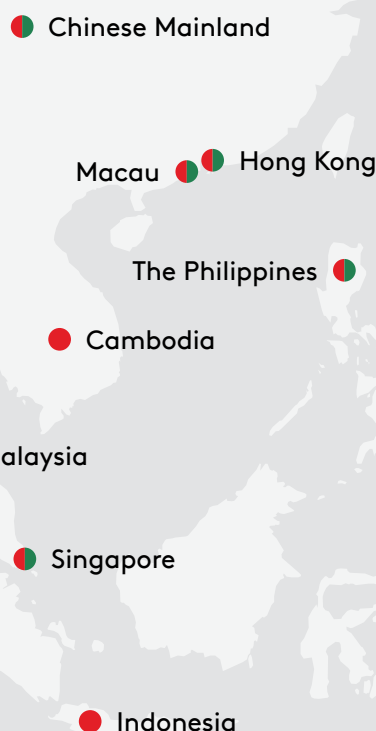 Chinese Mainland
Hong Kong
Macau
The Philippines
Cambodia
alaysia
Singapore
Indonesia